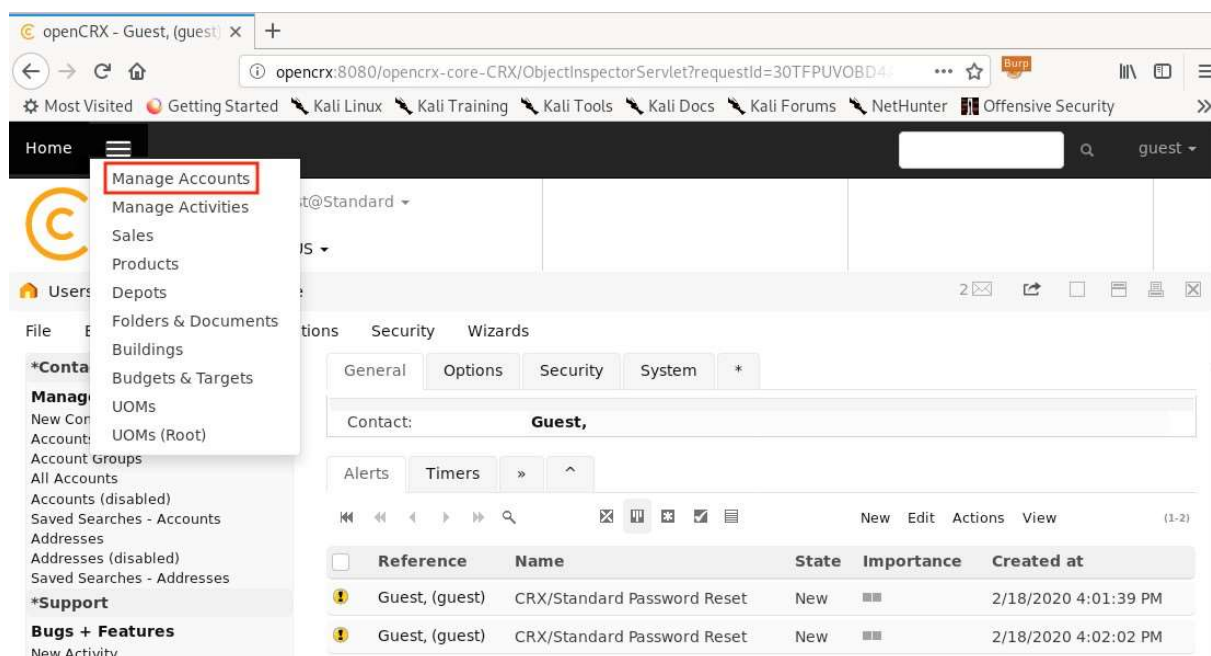 openCRX - Guest, (guest)
opencrx:8080/opencrx-core-CRX/ObjectInspectorServlet?requestId=30TFPUVOBD4
Burp
Most Visited Getting Started Kali Linux Kali Training Kali Tools Kali Docs Kali Forums NetHunter Offensive Security
Home guest
Manage Accounts
Manage Activities
Sales
Products
Depots
Folders & Documents
Buildings
Budgets & Targets
UOMs
UOMs (Root)
st@Standard
US
Users
2
File E tions Security Wizards
*Conta
Manag
New Con
Accounts
Account Groups
All Accounts
Accounts (disabled)
Saved Searches - Accounts
Addresses
Addresses (disabled)
Saved Searches - Addresses
*Support
Bugs + Features
New Activity
General Options Security System *
Contact: Guest,
Alerts Timers » ^
New Edit Actions View (1-2)
Reference Name State Importance Created at
Guest, (guest) CRX/Standard Password Reset New 2/18/2020 4:01:39 PM
Guest, (guest) CRX/Standard Password Reset New 2/18/2020 4:02:02 PM